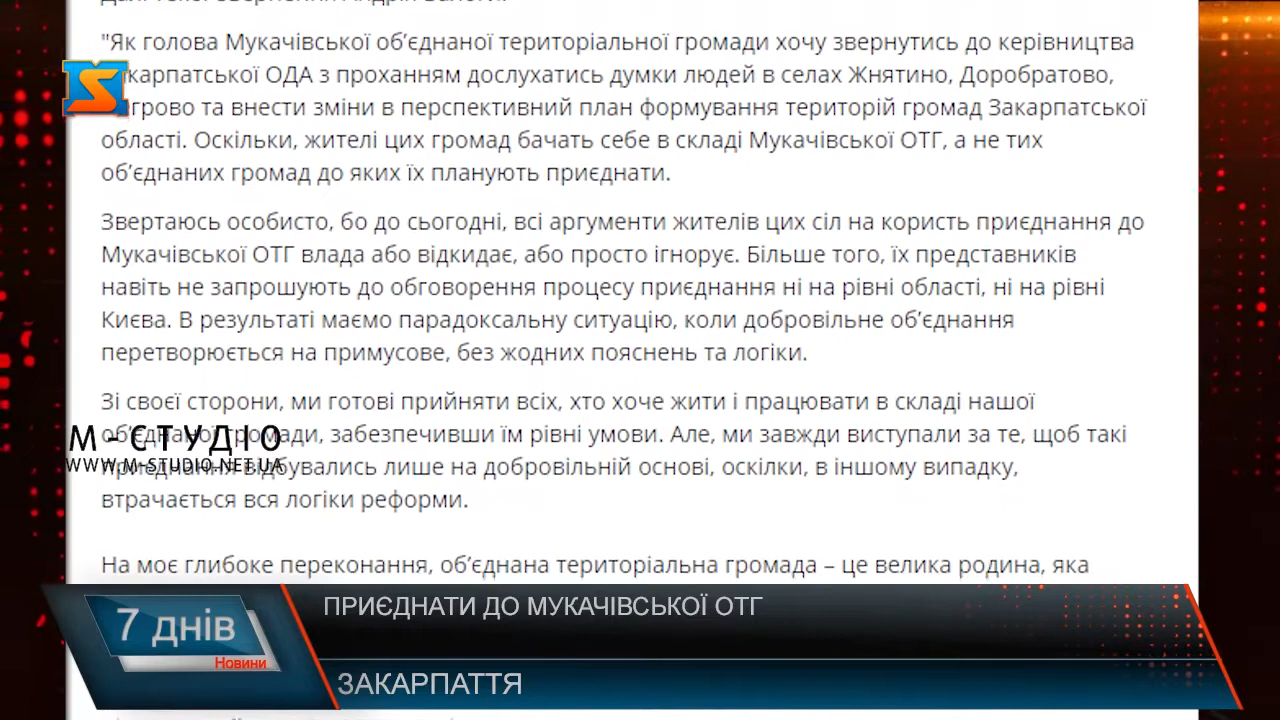 "Як голова Мукачівської об’єднаної територіальної громади хочу звернутись до керівництва
ОДА з проханням дослухатись думки людей в селах Жнятино, Доробратово,
та внести зміни в перспективний план формування територій громад Закарпатської
області. Оскільки, жителі цих громад бачать себе в складі Мукачівської ОТГ, а не тих
об’єднаних громад до яких їх планують приєднати.
Звертаюсь особисто, бо до сьогодні, всі аргументи жителів цих сіл на користь приєднання до
Мукачівської ОТГ влада або відкидає, або просто ігнорує. Більше того, їх представників
навіть не запрошують до обговорення процесу приєднання ні на рівні області, ні на рівні
Києва. В результаті маємо парадоксальну ситуацію, коли добровільне об’єднання
перетворюється на примусове, без жодних пояснень та логіки.
Зі своєї сторони, ми готові прийняти всіх, хто хоче жити і працювати в складі нашої
об’єднаної громади, забезпечивши їм рівні умови. Але, ми завжди виступали за те, щоб такі
приєднання відбувались лише на добровільній основі, оскілки, в іншому випадку,
втрачається вся логіки реформи.
М-СТУДІО
WWW.M-STUDIO.NET.UA
На моє глибоке переконання, об’єднана територіальна громада – це велика родина, яка
7 днів
Новини
ПРИЄДНАТИ ДО МУКАЧІВСЬКОЇ ОТГ
ЗАКАРПАТТЯ